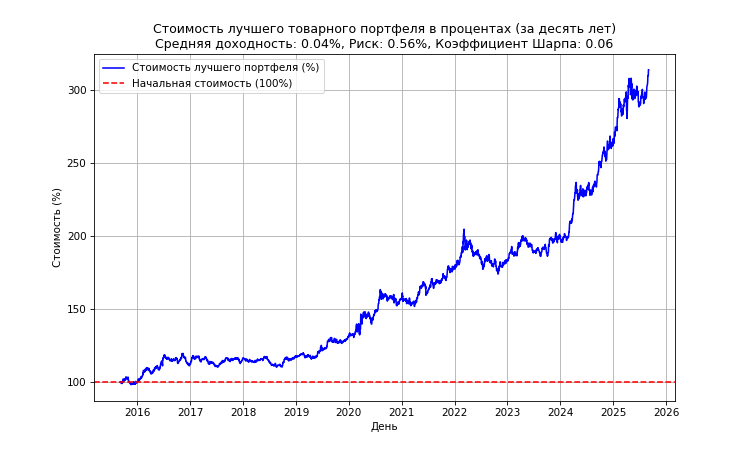 Стоимость лучшего товарного портфеля в процентах (за десять лет)
Средняя доходность: 0.04%, Риск: 0.56%, Коэффициент Шарпа: 0.06
Стоимость лучшего портфеля (%)
Начальная стоимость (100%)
Стоимость (%)
300
250
200
150
100
2016 2017 2018 2019 2020 2021 2022 2023 2024 2025 2026
День